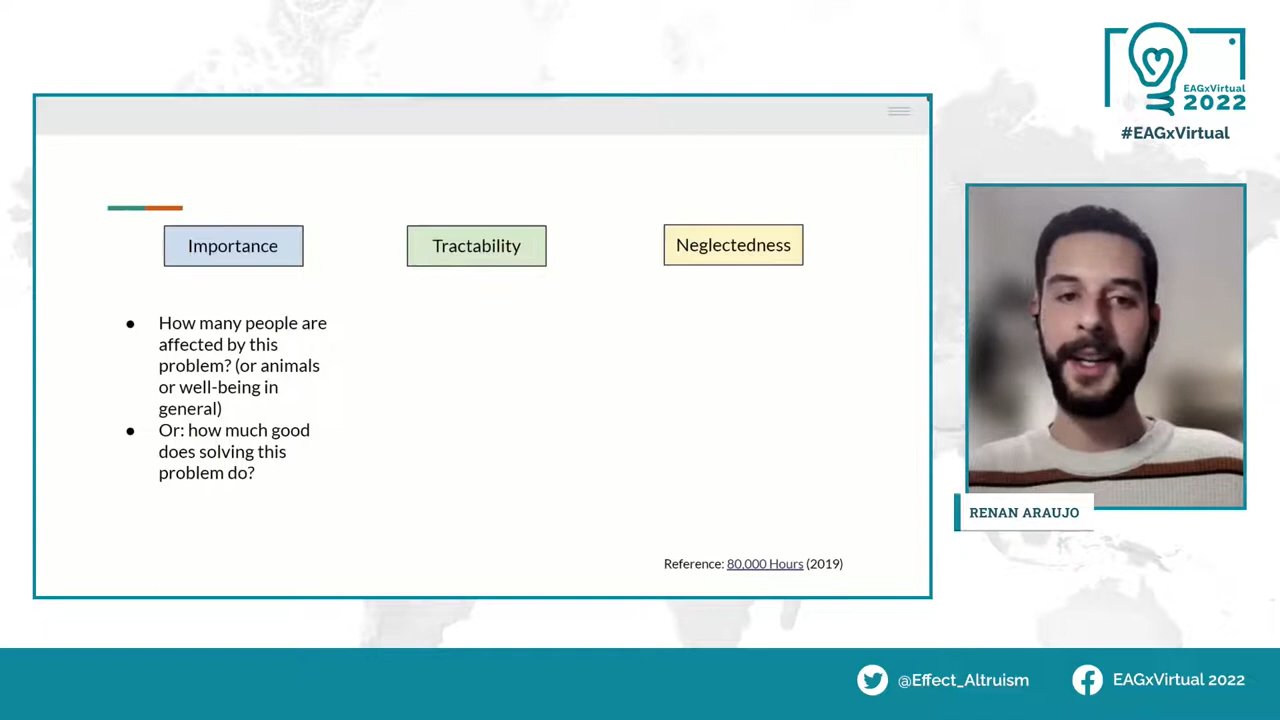 EAGxVirtual
2022
#EAGxVirtual
Importance
Tractability
Neglectedness
● How many people are
affected by this
problem? (or animals
or well-being in
general)
● Or: how much good
does solving this
problem do?
Reference: 80,000 Hours (2019)
RENAN ARAUJO
@Effect_Altruism
EAGxVirtual 2022